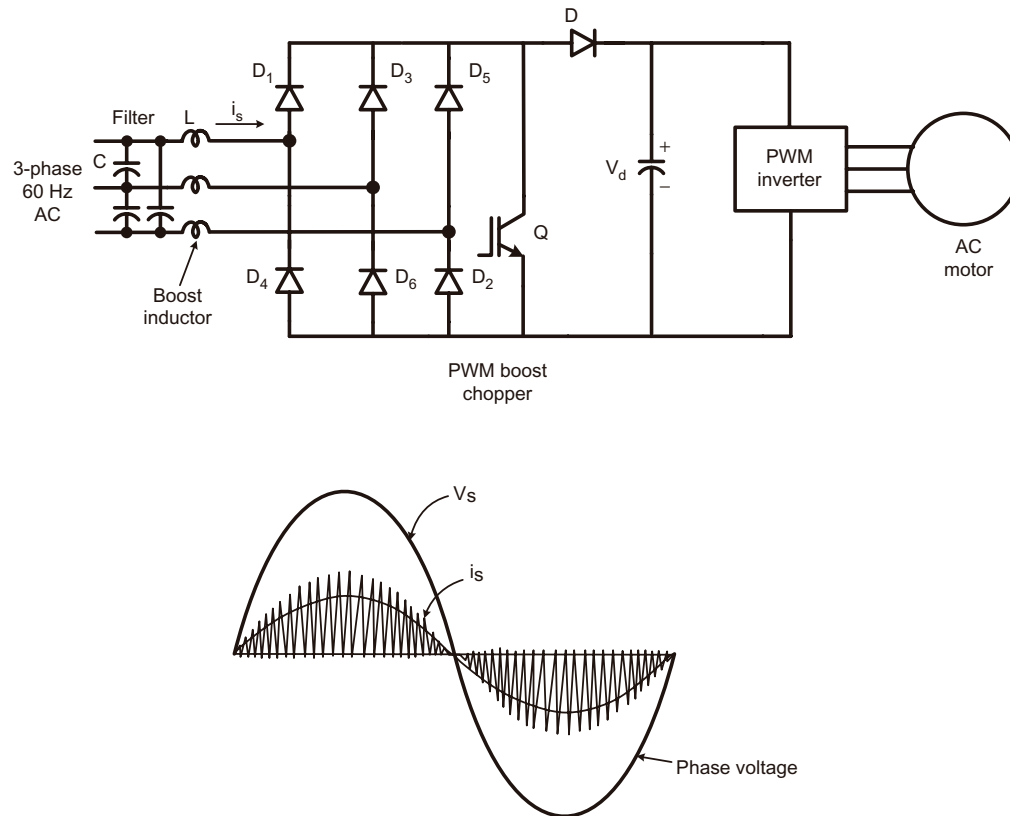 D
D1
D3
D5
Filter
L
is
C
3-phase
60 Hz
AC
Vd
+
–
PWM
inverter
Q
AC
motor
D4
D6
D2
Boost
inductor
PWM boost
chopper
Vs
is
Phase voltage